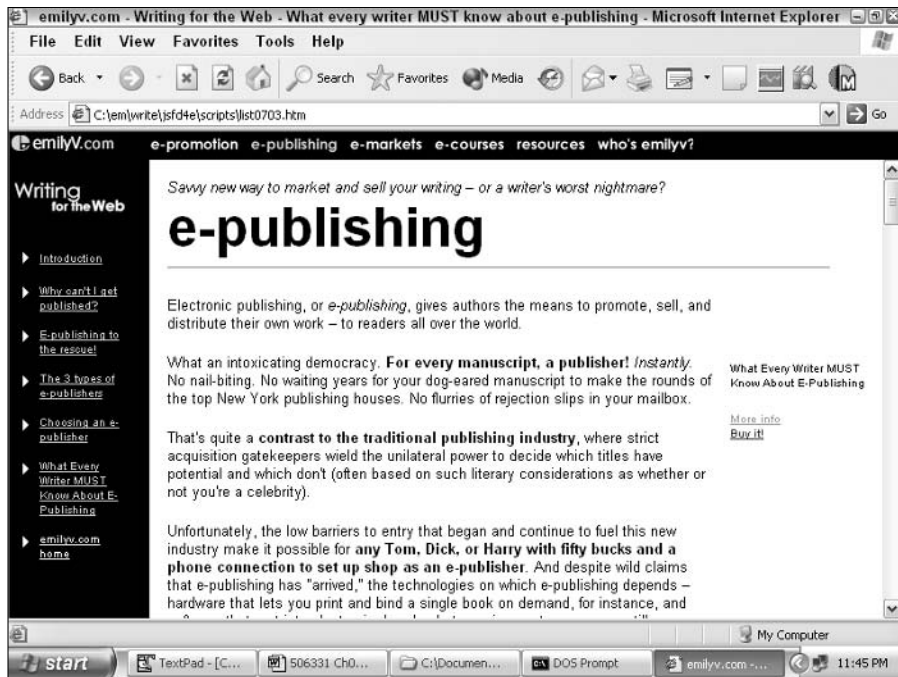 emilyv.com - Writing for the Web - What every writer MUST know about e-publishing - Microsoft Internet Explorer
File Edit View Favorites Tools Help
Back Search Favorites Media
Address C:\em\write\jsfd4e\scripts\list0703.htm Go
emilyV.com e-promotion e-publishing e-markets e-courses resources who's emilyv?
Writing
for the Web
Introduction
Why can't I get
published?
E-publishing to
the rescue!
The 3 types of
e-publishers
Choosing an e-
publisher
What Every
Writer MUST
Know About E-
Publishing
emilyv.com
home
Savvy new way to market and sell your writing – or a writer's worst nightmare?
e-publishing
Electronic publishing, or e-publishing, gives authors the means to promote, sell, and
distribute their own work – to readers all over the world.
What an intoxicating democracy. For every manuscript, a publisher! Instantly.
No nail-biting. No waiting years for your dog-eared manuscript to make the rounds of
the top New York publishing houses. No flurries of rejection slips in your mailbox.
That's quite a contrast to the traditional publishing industry, where strict
acquisition gatekeepers wield the unilateral power to decide which titles have
potential and which don't (often based on such literary considerations as whether or
not you're a celebrity).
Unfortunately, the low barriers to entry that began and continue to fuel this new
industry make it possible for any Tom, Dick, or Harry with fifty bucks and a
phone connection to set up shop as an e-publisher. And despite wild claims
that e-publishing has "arrived," the technologies on which e-publishing depends –
hardware that lets you print and bind a single book on demand, for instance, and
What Every Writer MUST
Know About E-Publishing
More info
Buy it!
My Computer
start TextPad - [C... 506331 Ch0... C:\Documen... DOS Prompt emilyv.com -... 11:45 PM